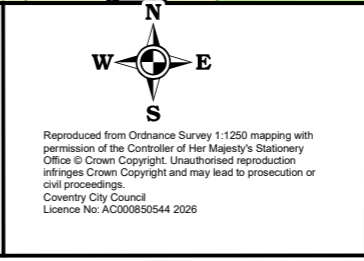 N
W E
S
Reproduced from Ordnance Survey 1:1250 mapping with
permission of the Controller of Her Majesty's Stationery
Office © Crown Copyright. Unauthorised reproduction
infringes Crown Copyright and may lead to prosecution or
civil proceedings.
Coventry City Council
Licence No: AC000850544 2026